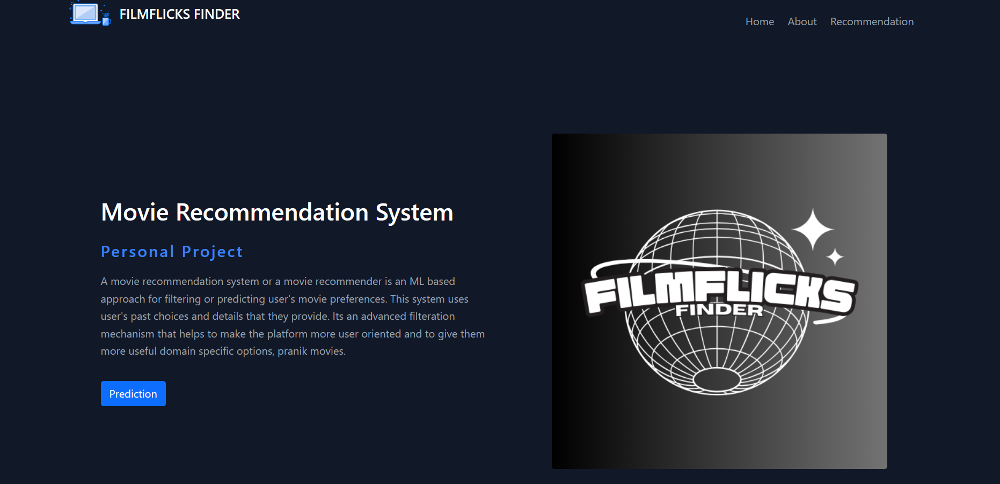 FILMFLICKS FINDER
Home About Recommendation
Movie Recommendation System
Personal Project
A movie recommendation system or a movie recommender is an ML based
approach for filtering or predicting user's movie preferences. This system uses
user's past choices and details that they provide. Its an advanced filteration
mechanism that helps to make the platform more user oriented and to give them
more useful domain specific options, pranik movies.
Prediction
FILMFLICKS
FINDER